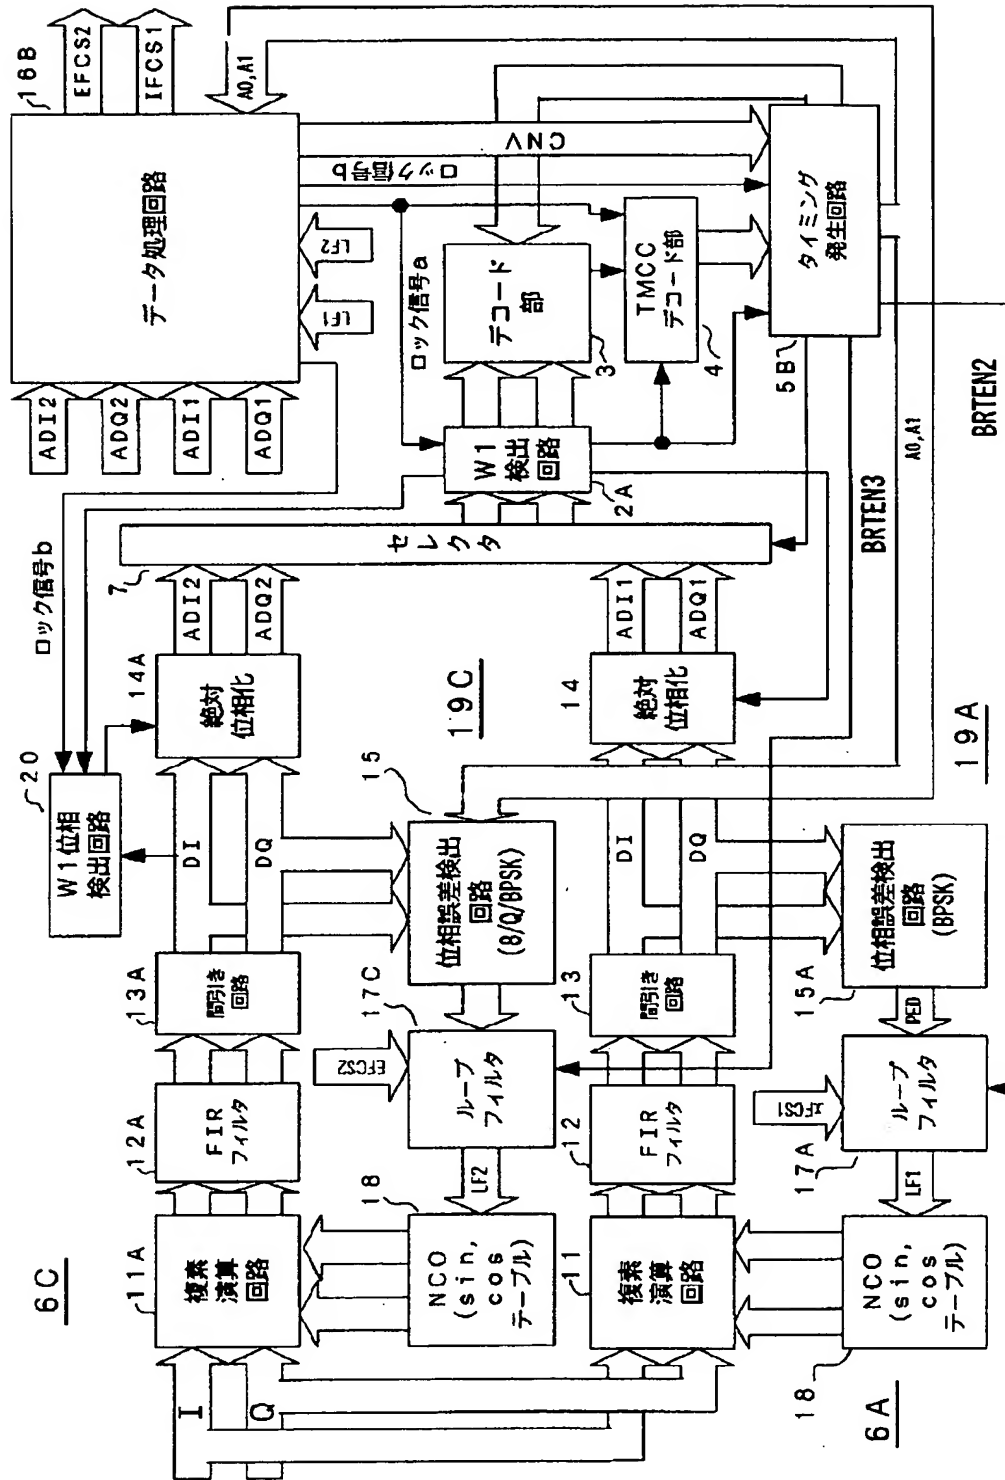 6C
I
Q
11A
複素
演算
回路
12A
FIR
フィルタ
13A
間引き
回路
DI
DQ
20
W1位相
検出回路
ロック信号b
14A
絶対
位相化
ADI2
ADQ2
7
セレクタ
ADI2
ADQ2
ADI1
ADQ1
16B
データ処理回路
LF1
LF2
EFCS2
IFCS1
A0,A1
ロック信号b
CNV
ロック信号a
W1
検出
回路
2A
デコード
部
3
TMCC
デコード部
4
タイミング
発生回路
5B
18
NCO
(sin,
cos
テーブル)
LF2
EFCS2
17C
ループ
フィルタ
15
位相誤差検出
回路
(8/Q/BPSK)
19C
11
複素
演算
回路
12
FIR
フィルタ
13
間引き
回路
DI
DQ
14
絶対
位相化
ADI1
ADQ1
BRTEN3
A0,A1
BRTEN2
6A
18
NCO
(sin,
cos
テーブル)
LF1
17A
ループ
フィルタ
PED
15A
位相誤差検出
回路
(BPSK)
19A